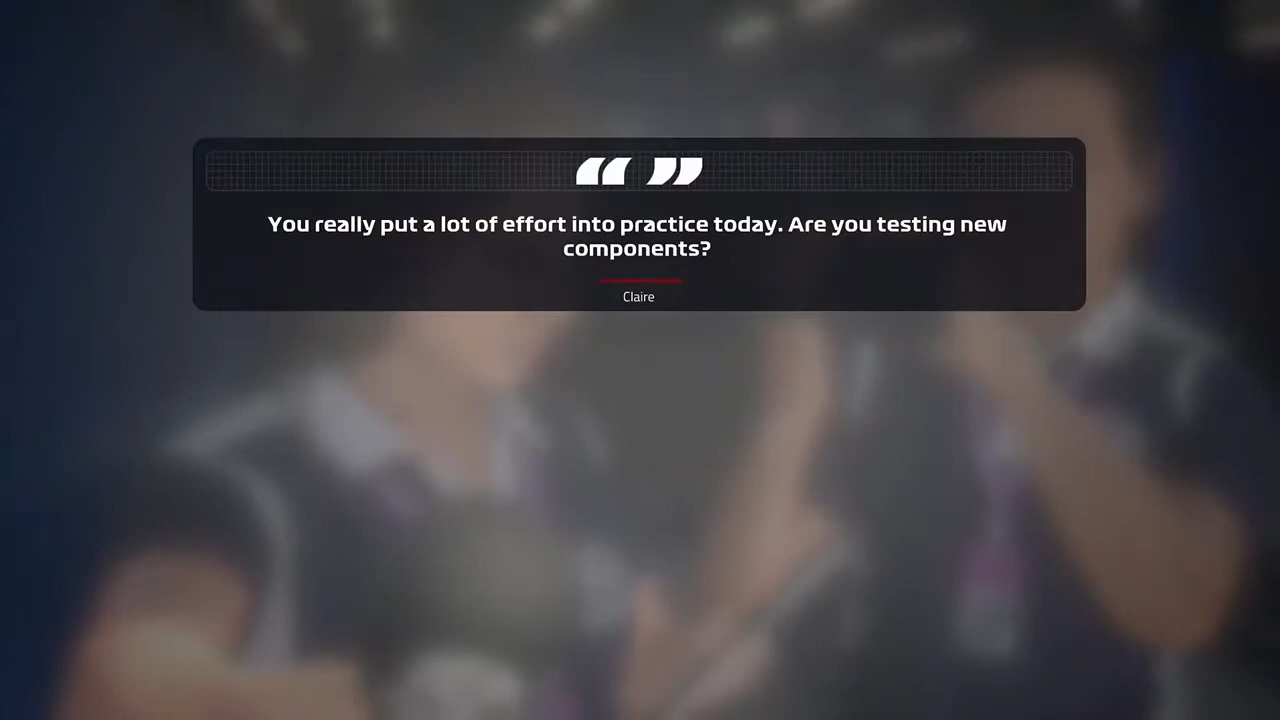 You really put a lot of effort into practice today. Are you testing new
components?
Claire